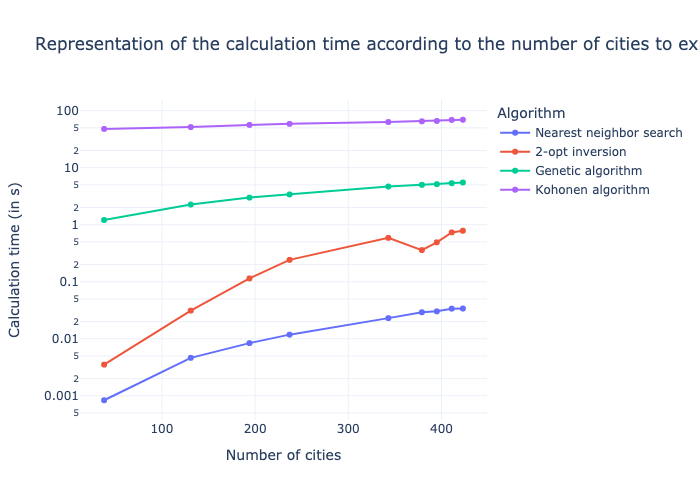 Representation of the calculation time according to the number of cities to ex
Algorithm
Nearest neighbor search
2-opt inversion
Genetic algorithm
Kohonen algorithm
Calculation time (in s)
100
5
2
10
5
2
1
5
2
0.1
5
2
0.01
5
2
0.001
5
100
200
300
400
Number of cities